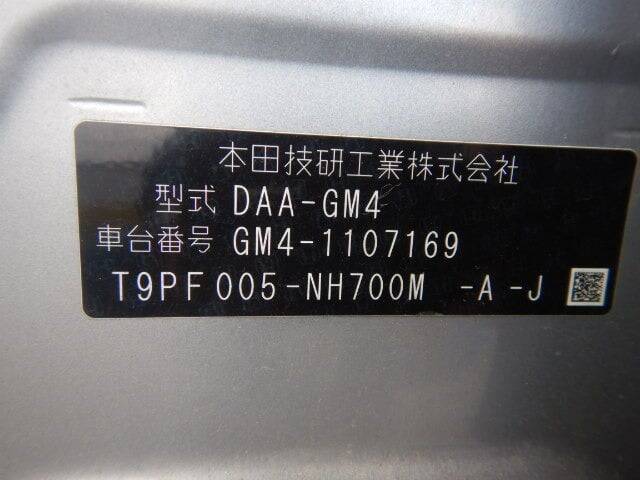 本田技研工業株式会社
型式 DAA-GM4
車台番号 GM4-1107169
T9PF005-NH700M -A -J